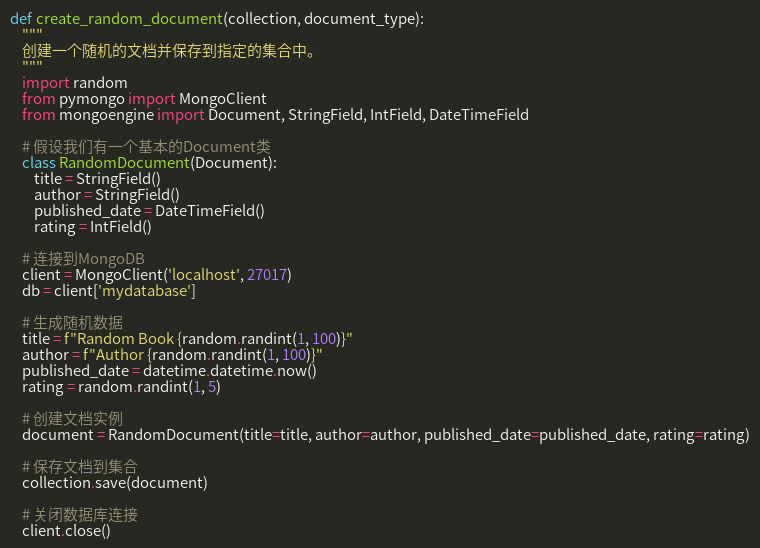 def create_random_document(collection, document_type):
    """
    创建一个随机的文档并保存到指定的集合中。
    """
    import random
    from pymongo import MongoClient
    from mongoengine import Document, StringField, IntField, DateTimeField

    # 假设我们有一个基本的Document类
    class RandomDocument(Document):
        title = StringField()
        author = StringField()
        published_date = DateTimeField()
        rating = IntField()

    # 连接到MongoDB
    client = MongoClient('localhost', 27017)
    db = client['mydatabase']

    # 生成随机数据
    title = f"Random Book {random.randint(1, 100)}"
    author = f"Author {random.randint(1, 100)}"
    published_date = datetime.datetime.now()
    rating = random.randint(1, 5)

    # 创建文档实例
    document = RandomDocument(title=title, author=author, published_date=published_date, rating=rating)

    # 保存文档到集合
    collection.save(document)

    # 关闭数据库连接
    client.close()